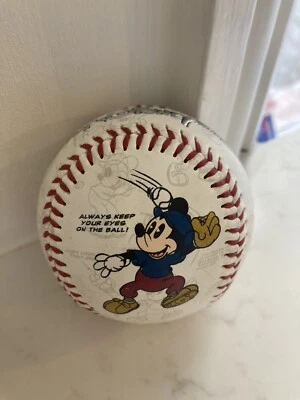 ALWAYS KEEP
YOUR EYES
ON THE BALL!